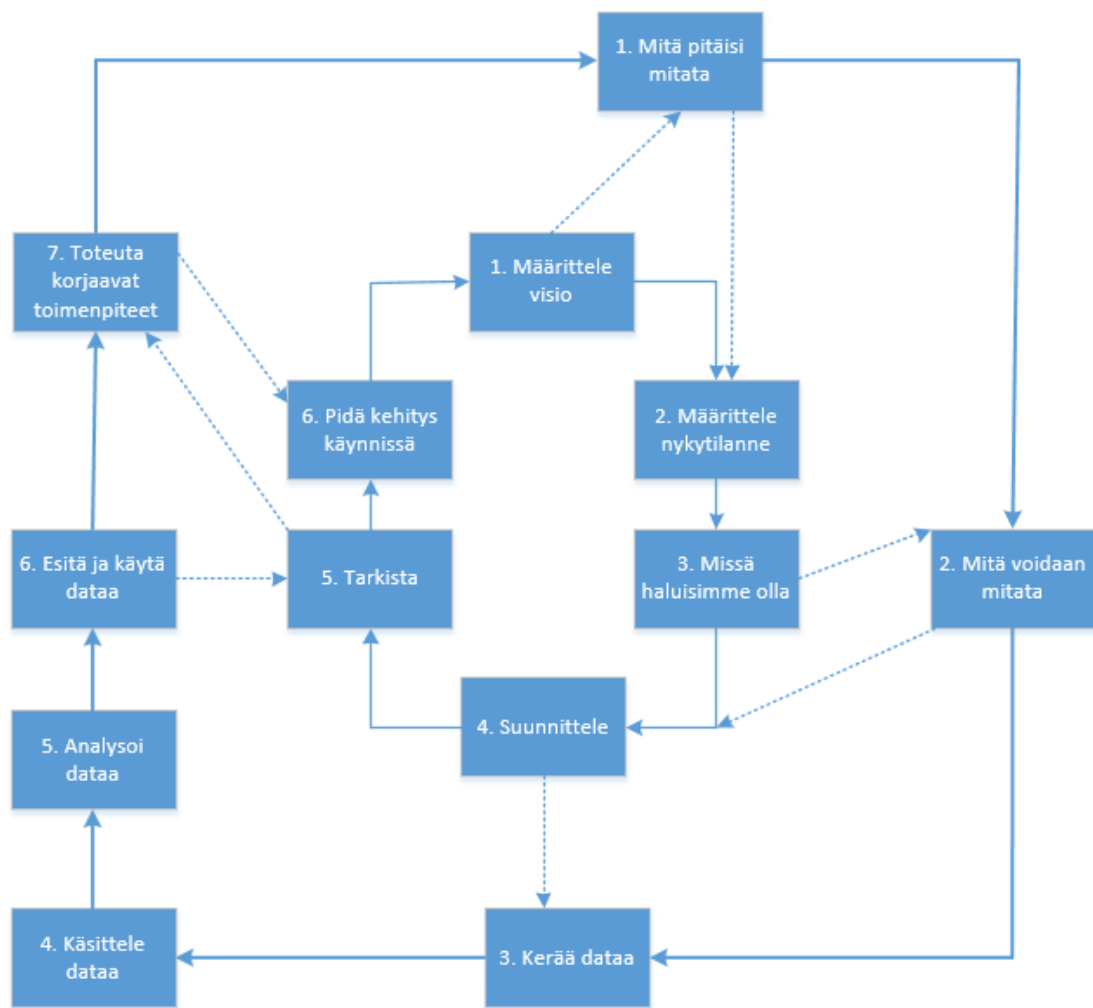 1. Mitä pitäisi
mitata
7. Toteuta
korjaavat
toimenpiteet
1. Määrittele
visio
6. Pidä kehitys
käynnissä
2. Määrittele
nykytilanne
6. Esitä ja käytä
dataa
5. Tarkista
3. Missä
haluisimme olla
2. Mitä voidaan
mitata
4. Suunnittele
5. Analysoi
dataa
4. Käsittele
dataa
3. Kerää dataa